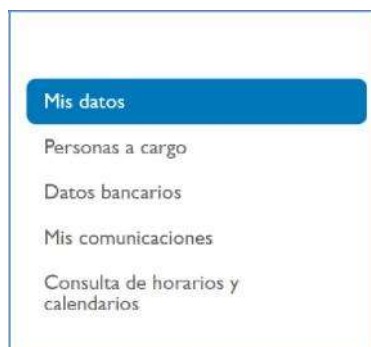 Mis datos
Personas a cargo
Datos bancarios
Mis comunicaciones
Consulta de horarios y
calendarios